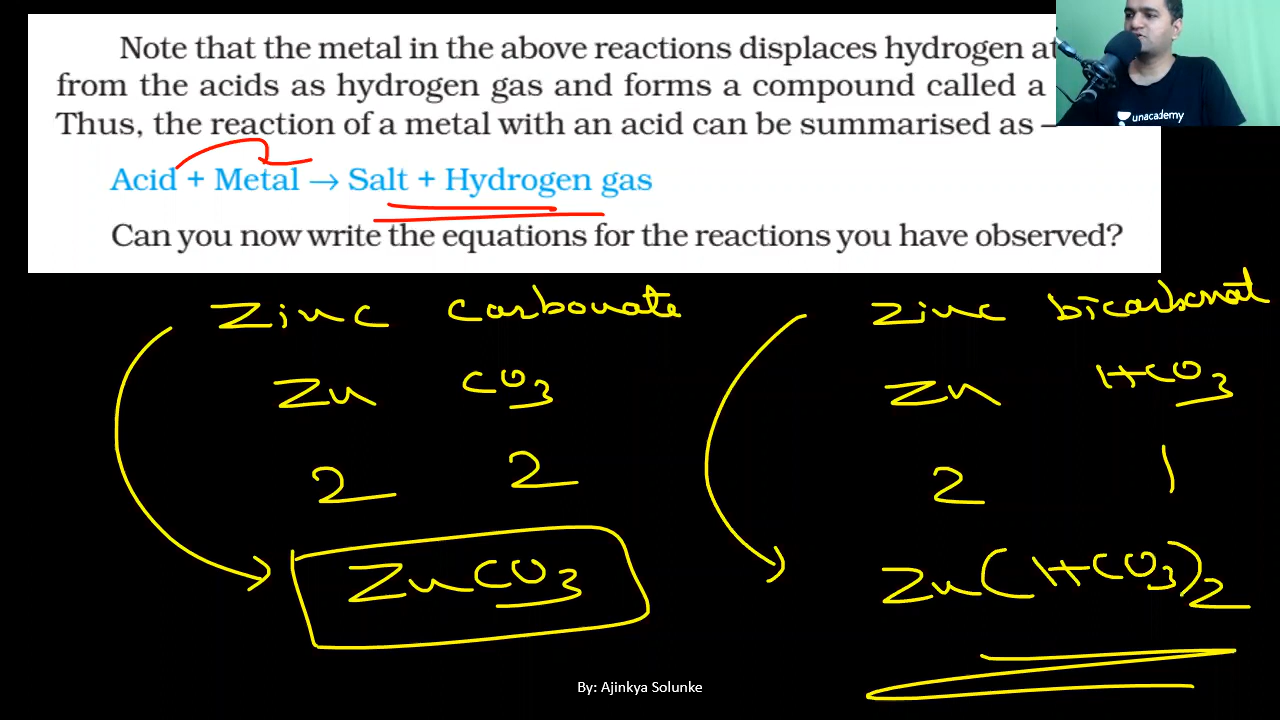 Note that the metal in the above reactions displaces hydrogen
from the acids as hydrogen gas and forms a compound called a
Thus, the reaction of a metal with an acid can be summarised as –
unacademy
Acid + Metal → Salt + Hydrogen gas
Can you now write the equations for the reactions you have observed?
Zinc carbonate
Zinc bicarbonat
Zn CO3
Zn HCO3
2 2
2 1
ZnCO3
Zn(HCO3)2
By: Ajinkya Solunke